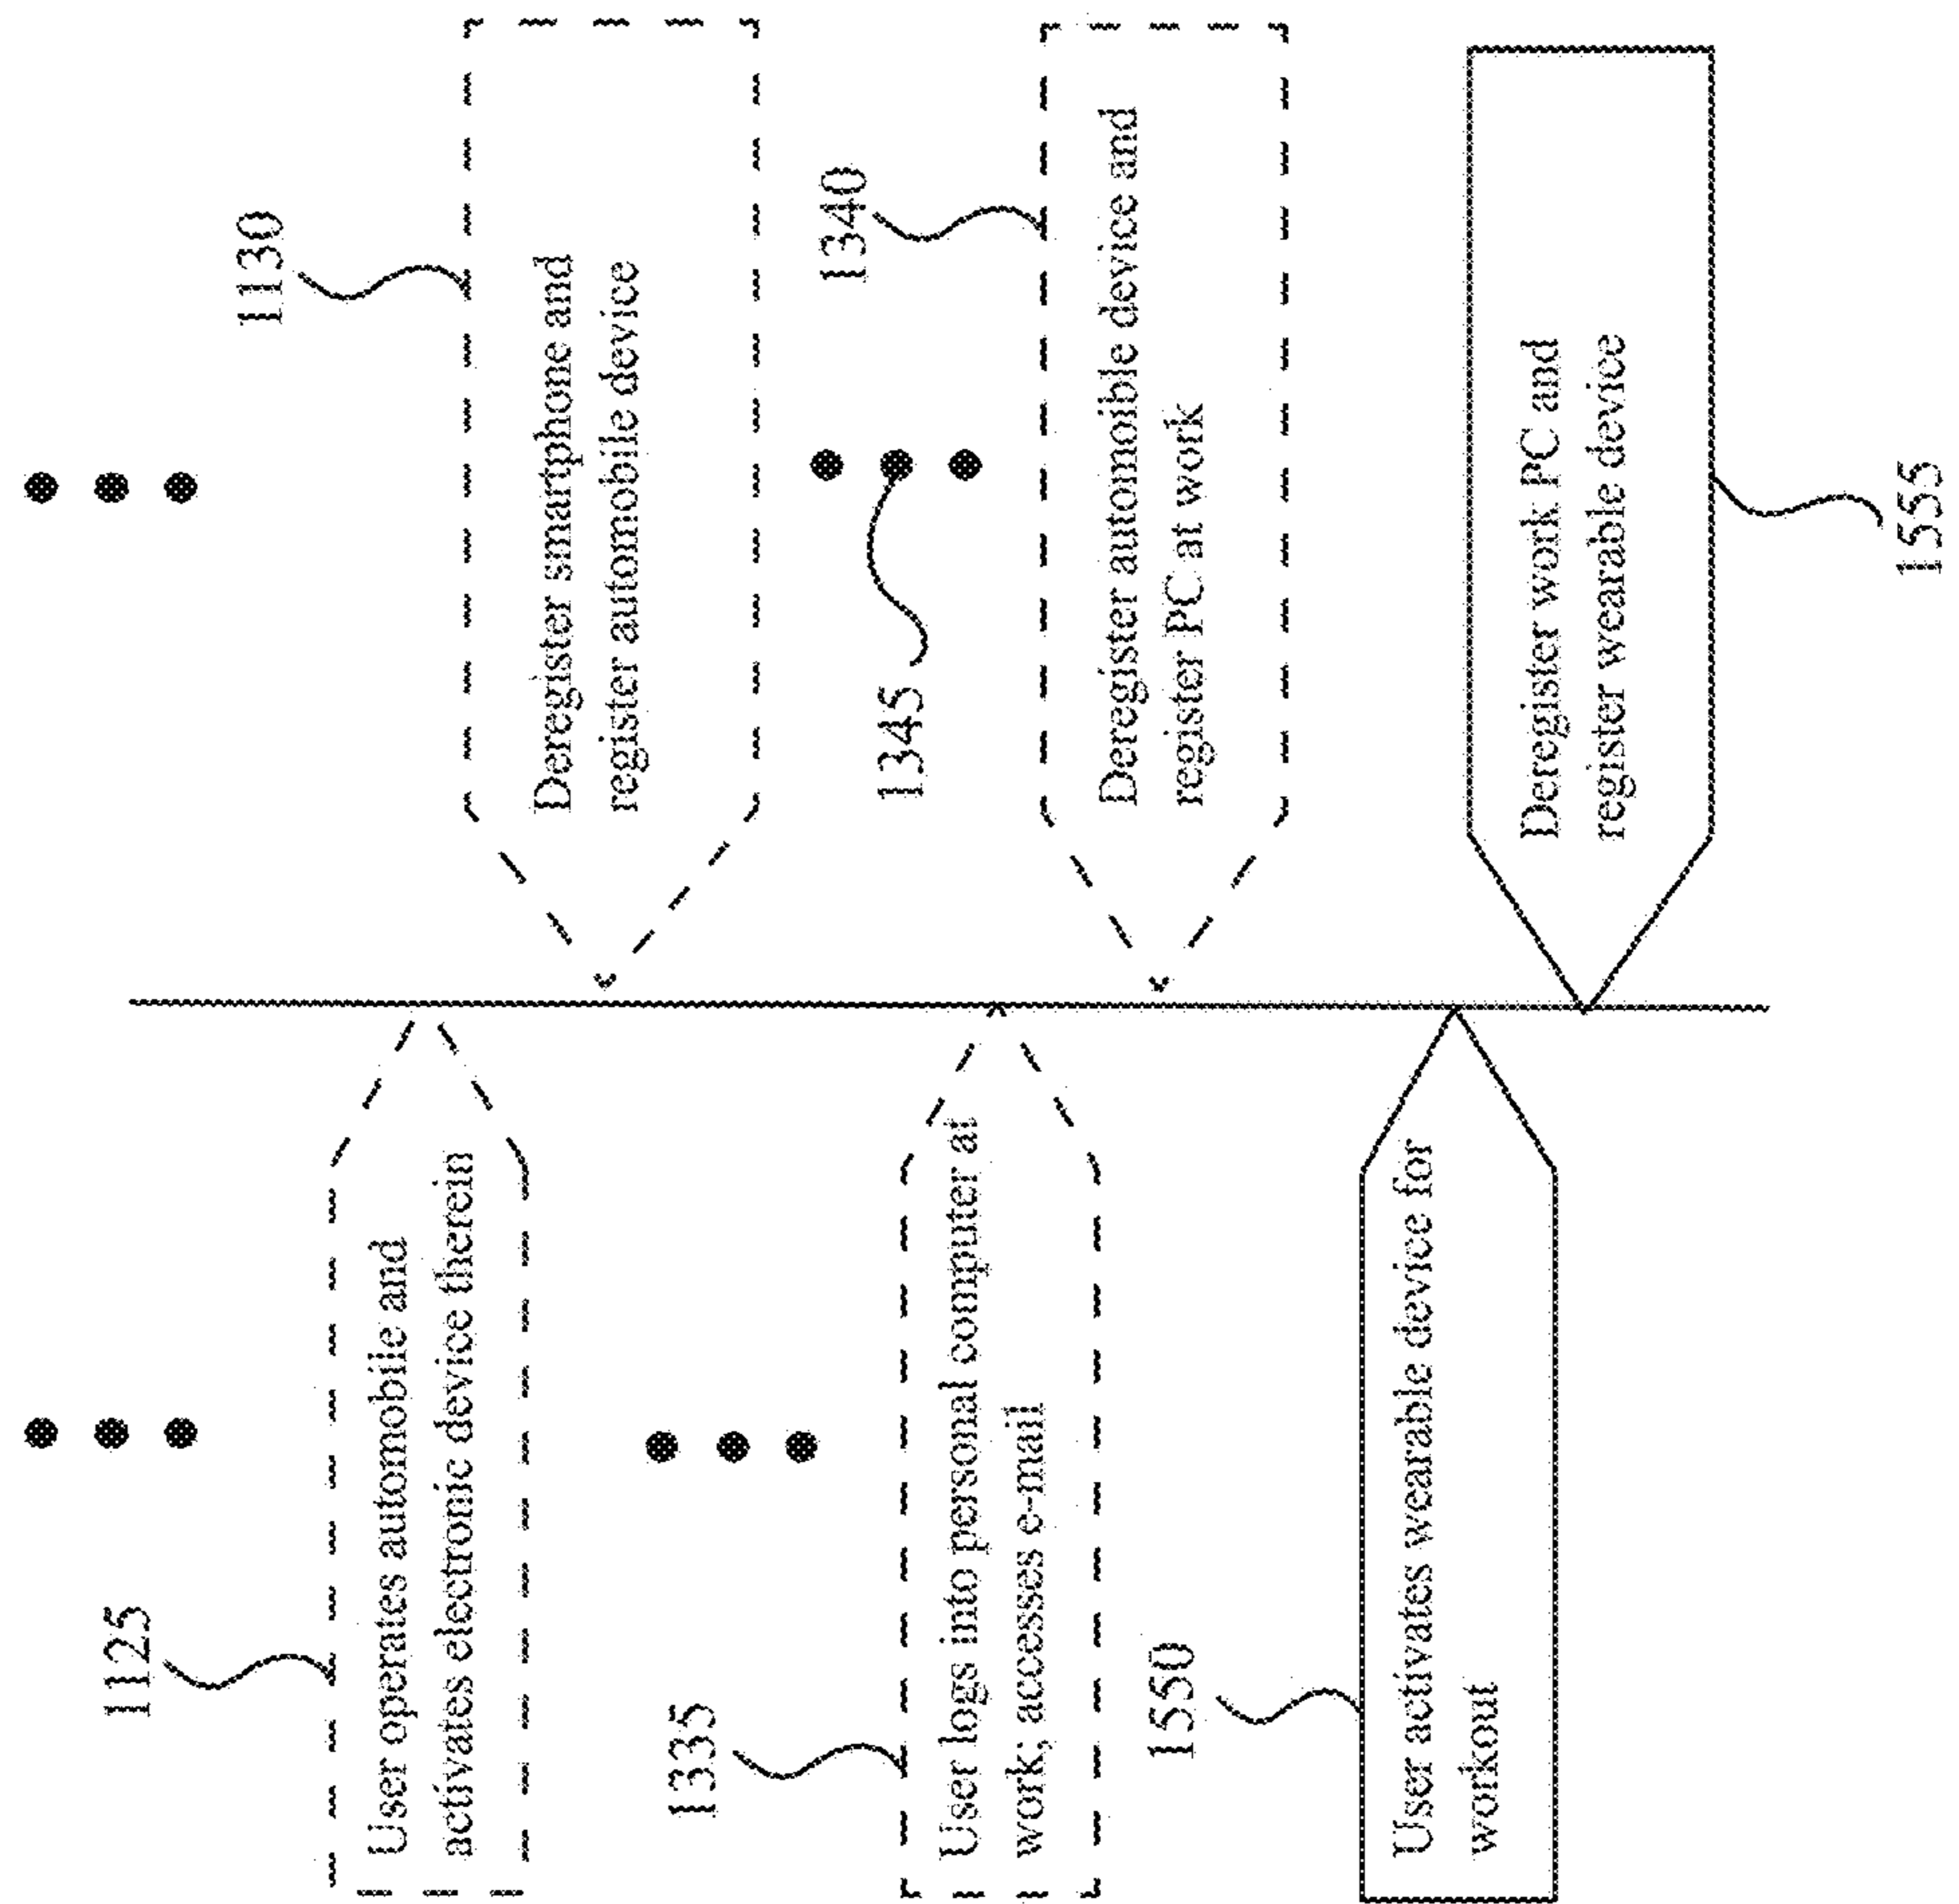 1125
User operates automobile and
activates electronic device therein
1130
Deregister smartphone and
register automobile device
1335
User logs into personal computer at
work; accesses e-mail
1345
1340
Deregister automoible device and
register PC at work
1550
User activates wearable device for
workout
Deregister work PC and
register wearable device
1555